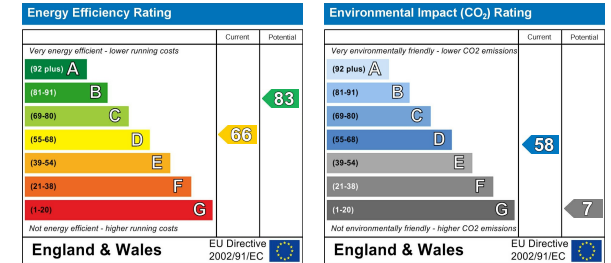 Energy Efficiency Rating
Current Potential
Very energy efficient - lower running costs
(92 plus) A
(81-91) B
83
(69-80) C
66
(55-68) D
(39-54) E
(21-38) F
(1-20) G
Not energy efficient - higher running costs
England & Wales
EU Directive
2002/91/EC
Environmental Impact (CO₂) Rating
Current Potential
Very environmentally friendly - lower CO2 emissions
(92 plus) A
(81-91) B
(69-80) C
(55-68) D
58
(39-54) E
(21-38) F
(1-20) G
7
Not environmentally friendly - higher CO2 emissions
England & Wales
EU Directive
2002/91/EC